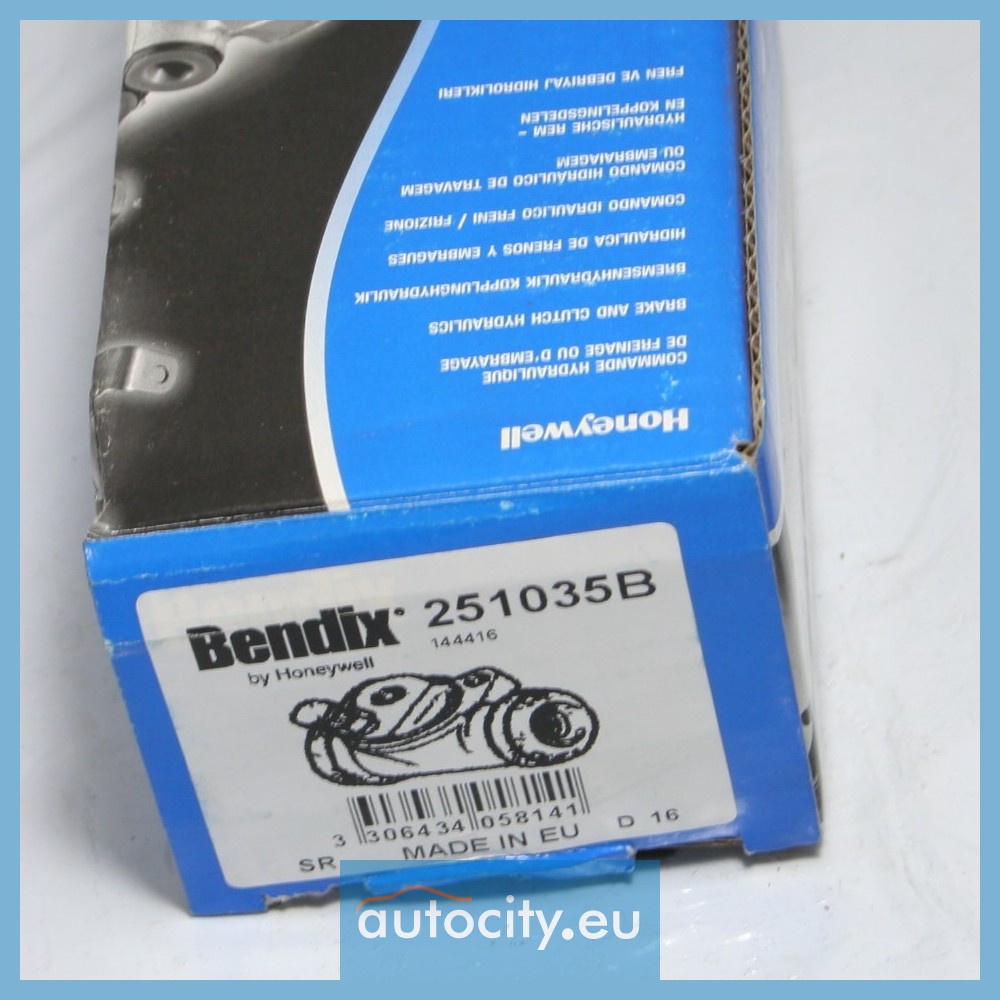 Honeywell
COMMANDE HYDRAULIQUE
DE FREINAGE OU D'EMBRAYAGE
BRAKE AND CLUTCH HYDRAULICS
BREMSENHYDRAULIK KOPPLUNGHYDRAULIK
HIDRAULICA DE FRENOS Y EMBRAGUES
COMANDO IDRAULICO FRENI / FRIZIONE
COMANDO HIDRÁULICO DE TRAVAGEM
OU EMBRAIAGEM
HYDRAULISCHE REM -
EN KOPPELINGSDELEN
FREN VE DEBRIYAJ HIDROLIKLERI
Bendix 251035B
144416
by Honeywell
3 306434 058141
SR MADE IN EU D 16
autocity.eu